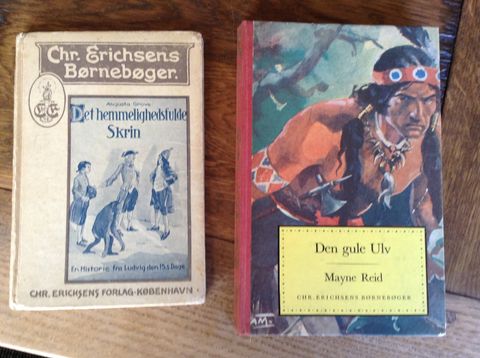 Chr. Erichsens
Børnebøger.
Augusta Grove
Det hemmelighedsfulde
Skrin
En Historie fra Ludvig den 15.s Dage
CHR. ERICHSENS FORLAG-KØBENHAVN
Den gule Ulv
Mayne Reid
CHR. ERICHSENS BØRNEBØGER